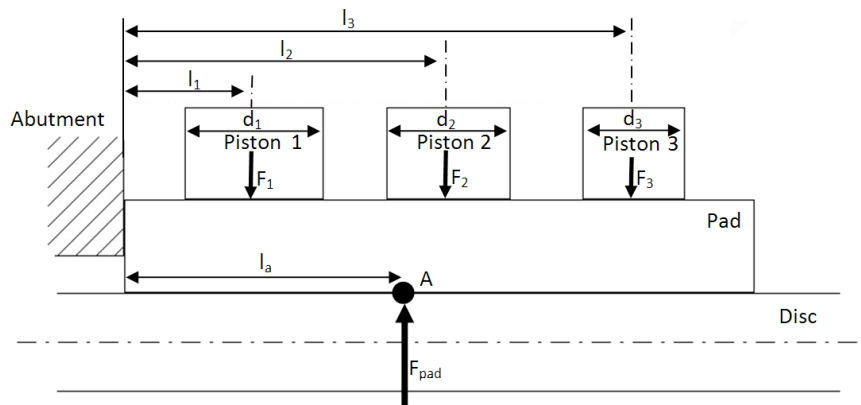 l₃
l₂
l₁
Abutment
d₁
d₂
d₃
Piston 1
Piston 2
Piston 3
F₁
F₂
F₃
Pad
lₐ
A
Disc
Fpad